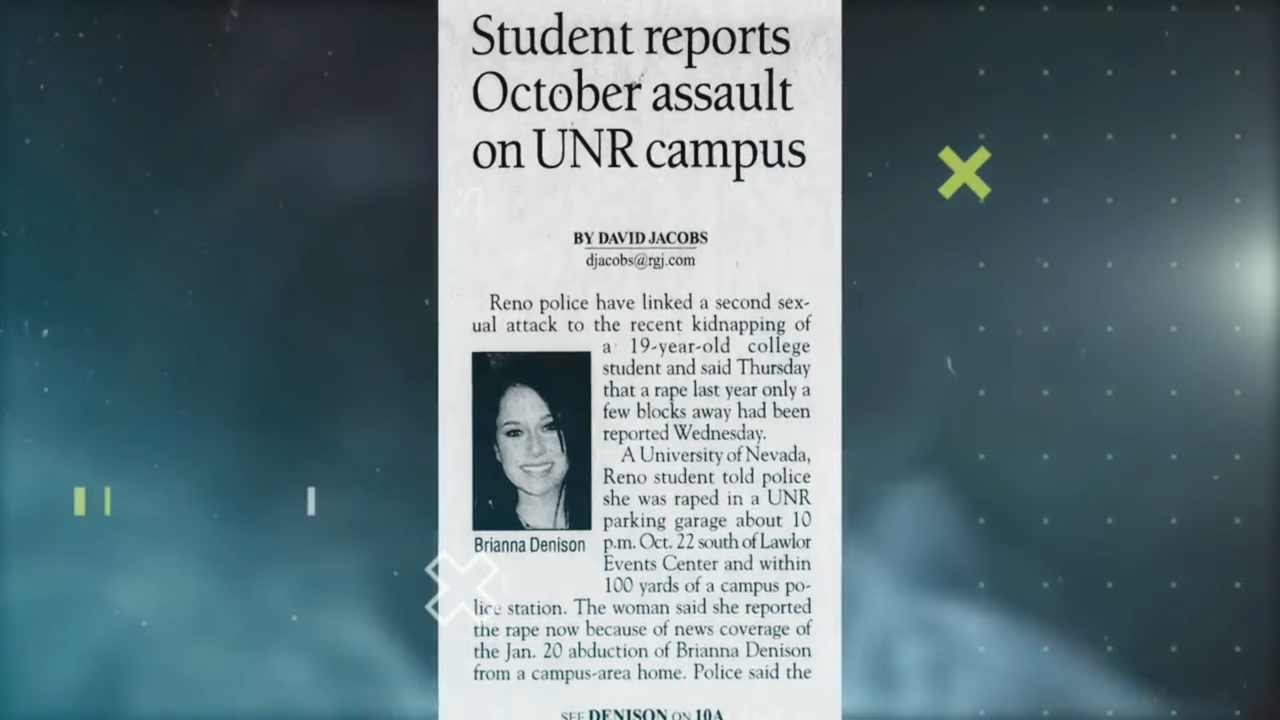 Student reports
October assault
on UNR campus
BY DAVID JACOBS
djacobs@rgj.com
Reno police have linked a second sex-
ual attack to the recent kidnapping of
a 19-year-old college
student and said Thursday
that a rape last year only a
few blocks away had been
reported Wednesday.
A University of Nevada,
Reno student told police
she was raped in a UNR
parking garage about 10
p.m. Oct. 22 south of Lawlor
Events Center and within
100 yards of a campus po-
Brianna Denison
lice station. The woman said she reported
the rape now because of news coverage of
the Jan. 20 abduction of Brianna Denison
from a campus-area home. Police said the
SEE DENISON ON 10A